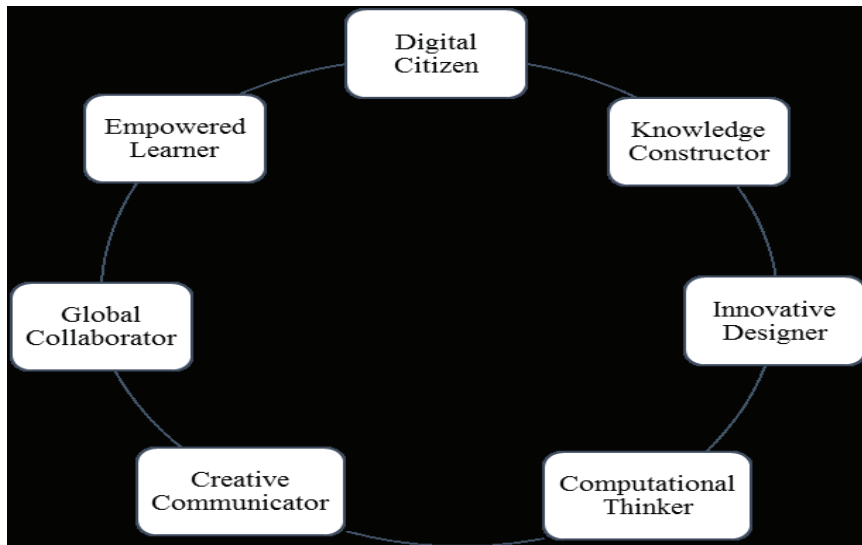 Digital
Citizen
Knowledge
Constructor
Innovative
Designer
Computational
Thinker
Creative
Communicator
Global
Collaborator
Empowered
Learner